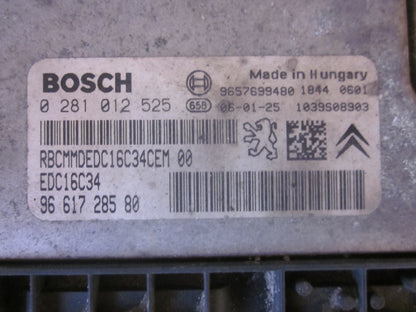 BOSCH
Made in Hungary
9657699480 1844 0601
0 281 012 525 658 06-01-25 1039S08903
RBCMMDEDC16C34CEM 00
EDC16C34
96 617 285 80